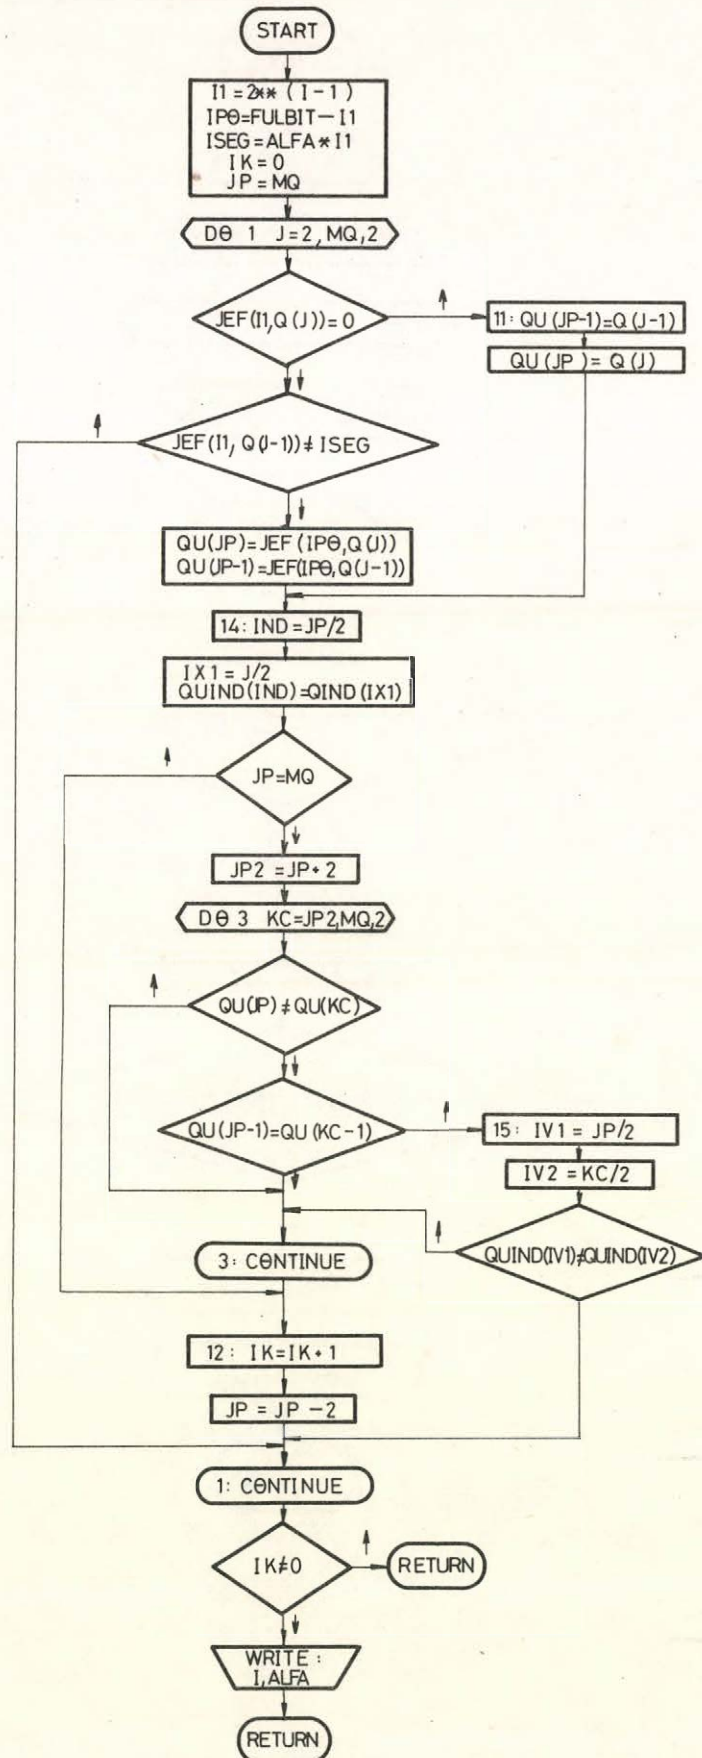 START
I1=2**(I-1)
IPΘ=FULBIT-I1
ISEG=ALFA*I1
IK=0
JP=MQ
DΘ 1 J=2,MQ,2
JEF(I1,Q(J))=0
11: QU(JP-1)=Q(J-1)
QU(JP)=Q(J)
JEF(I1,Q(J-1))≠ISEG
QU(JP)=JEF(IPΘ,Q(J))
QU(JP-1)=JEF(IPΘ,Q(J-1))
14: IND=JP/2
IX1=J/2
QUIND(IND)=QIND(IX1)
JP=MQ
JP2=JP+2
DΘ 3 KC=JP2,MQ,2
QU(JP)≠QU(KC)
QU(JP-1)=QU(KC-1)
15: IV1=JP/2
IV2=KC/2
QUIND(IV1)≠QUIND(IV2)
3: CΘNTINUE
12: IK=IK+1
JP=JP-2
1: CΘNTINUE
IK≠0
RETURN
WRITE:
I,ALFA
RETURN